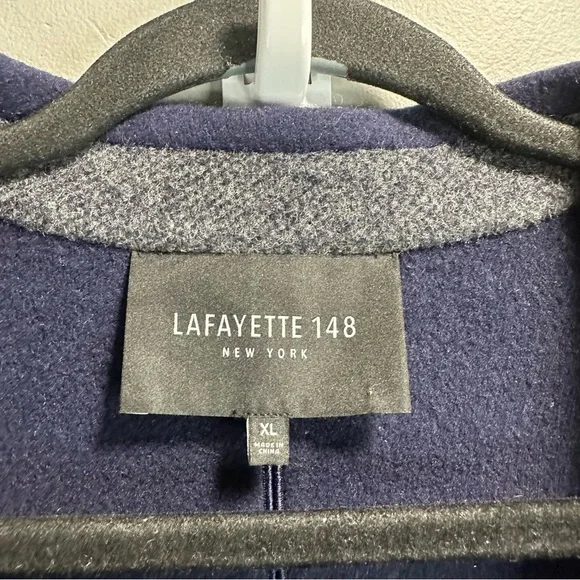 LAFAYETTE 148
NEW YORK
XL
MADE IN
CHINA